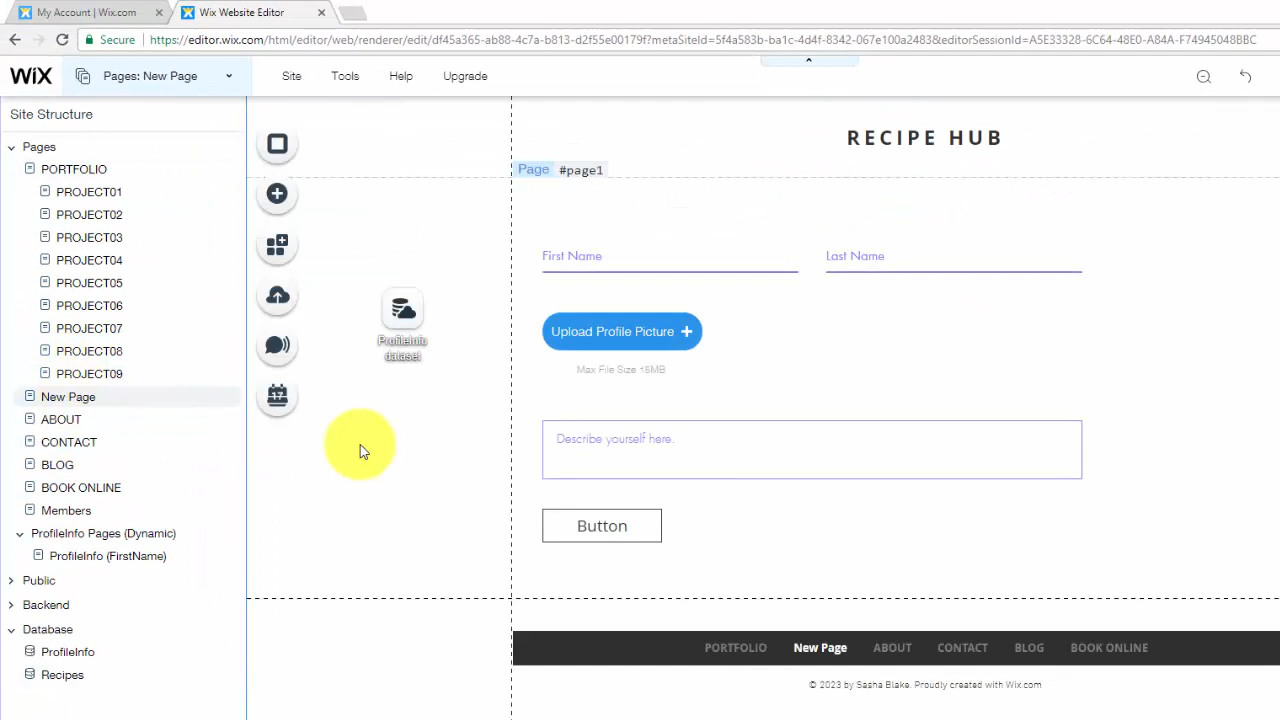 My Account | Wix.com
Wix Website Editor
Secure
https://editor.wix.com/html/editor/web/renderer/edit/df45a365-ab88-4c7a-b813-d2f55e00179f?metaSiteId=5f4a583b-ba1c-4d4f-8342-067e100a2483&editorSessionId=A5E33328-6C64-48E0-A84A-F74945048BBC
WiX
Pages: New Page
Site
Tools
Help
Upgrade
Site Structure
Pages
PORTFOLIO
PROJECT01
PROJECT02
PROJECT03
PROJECT04
PROJECT05
PROJECT06
PROJECT07
PROJECT08
PROJECT09
New Page
ABOUT
CONTACT
BLOG
BOOK ONLINE
Members
ProfileInfo Pages (Dynamic)
ProfileInfo (FirstName)
Public
Backend
Database
ProfileInfo
Recipes
17
ProfileInfo
dataset
RECIPE HUB
Page #page1
First Name
Last Name
Upload Profile Picture +
Max File Size 15MB
Describe yourself here.
Button
PORTFOLIO
New Page
ABOUT
CONTACT
BLOG
BOOK ONLINE
© 2023 by Sasha Blake. Proudly created with Wix.com